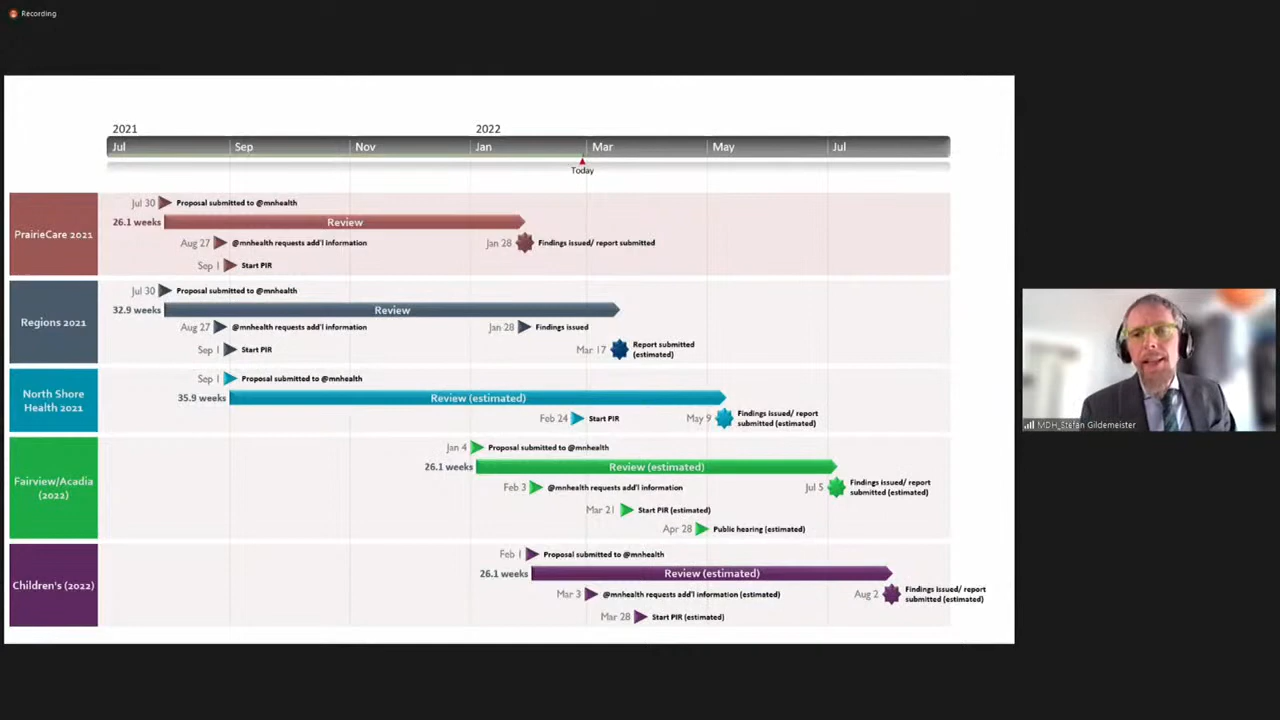 Recording
2021
2022
Jul
Sep
Nov
Jan
Mar
May
Jul
Today
PrairieCare 2021
Jul 30
Proposal submitted to @mnhealth
26.1 weeks
Review
Aug 27
@mnhealth requests add'l information
Jan 28
Findings issued/ report submitted
Sep 1
Start PIR
Regions 2021
Jul 30
Proposal submitted to @mnhealth
32.9 weeks
Review
Aug 27
@mnhealth requests add'l information
Jan 28
Findings issued
Sep 1
Start PIR
Mar 17
Report submitted
(estimated)
North Shore
Health 2021
Sep 1
Proposal submitted to @mnhealth
35.9 weeks
Review (estimated)
Feb 24
Start PIR
May 9
Findings issued/ report
submitted (estimated)
Fairview/Acadia
(2022)
Jan 4
Proposal submitted to @mnhealth
26.1 weeks
Review (estimated)
Feb 3
@mnhealth requests add'l information
Jul 5
Findings issued/ report
submitted (estimated)
Mar 21
Start PIR (estimated)
Apr 28
Public hearing (estimated)
Children's (2022)
Feb 1
Proposal submitted to @mnhealth
26.1 weeks
Review (estimated)
Mar 3
@mnhealth requests add'l information (estimated)
Aug 2
Findings issued/ report
submitted (estimated)
Mar 28
Start PIR (estimated)
MDH_Stefan Gildemeister